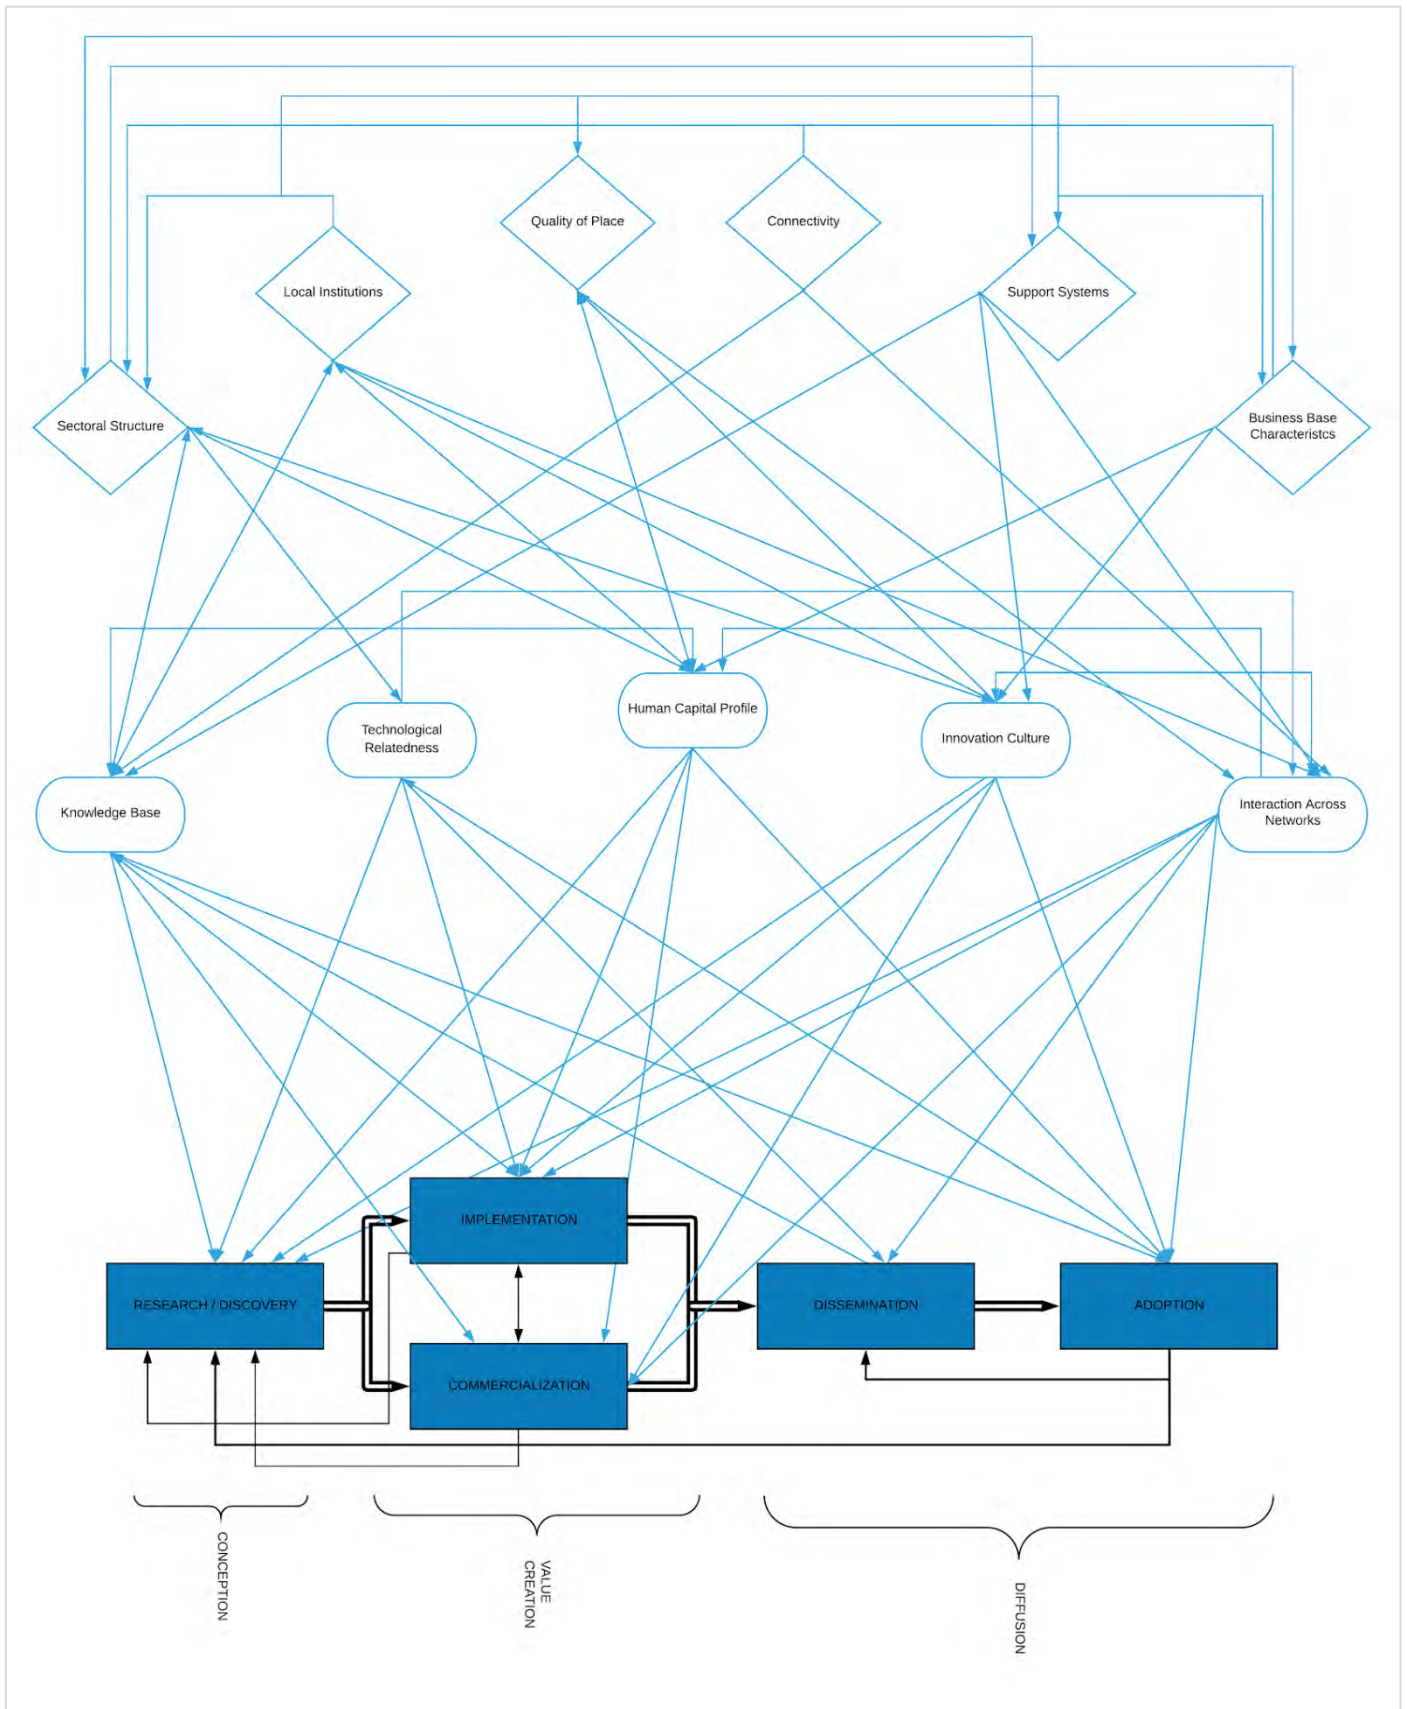 Quality of Place
Connectivity
Local Institutions
Support Systems
Sectoral Structure
Business Base
Characteristcs
Human Capital Profile
Technological
Relatedness
Innovation Culture
Knowledge Base
Interaction Across
Networks
IMPLEMENTATION
RESEARCH / DISCOVERY
DISSEMINATION
ADOPTION
COMMERCIALIZATION
CONCEPTION
VALUE
CREATION
DIFFUSION